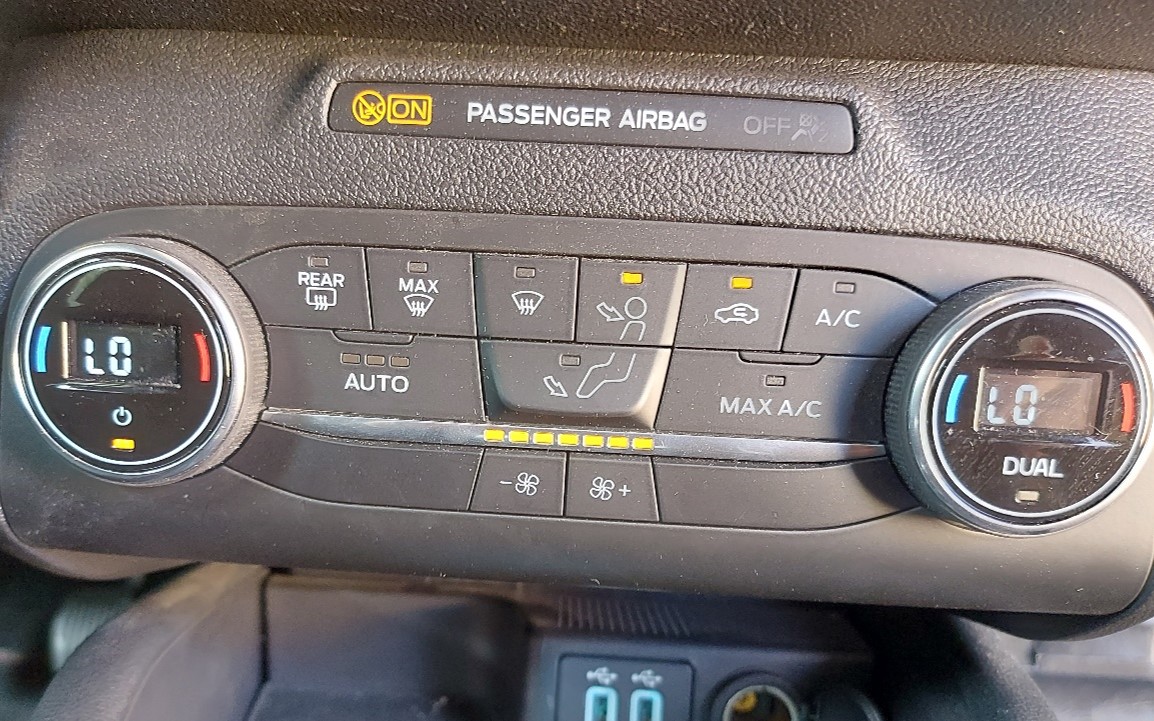 ON PASSENGER AIRBAG OFF
REAR
MAX
A/C
LO
AUTO
MAX A/C
LO
DUAL
- +